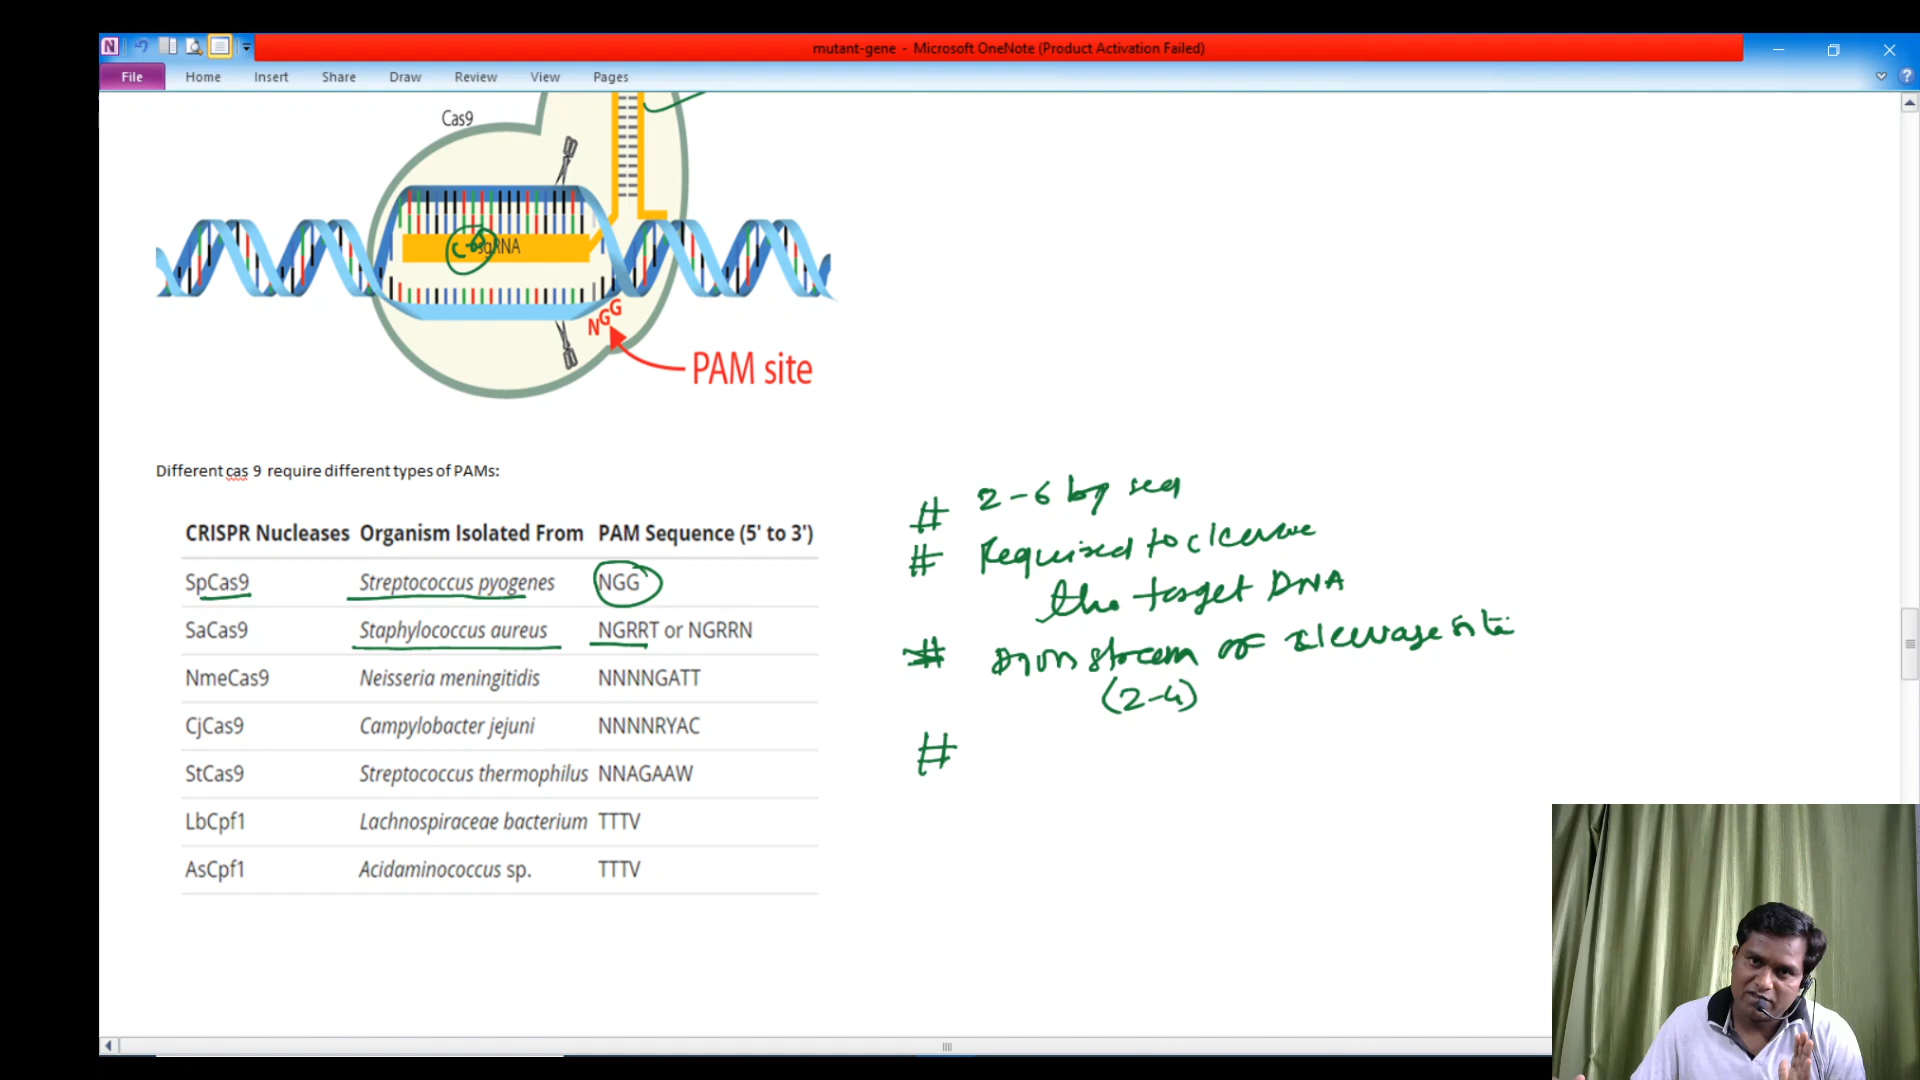 mutant-gene - Microsoft OneNote (Product Activation Failed)
File Home Insert Share Draw Review View Pages
Cas9
sgRNA
NGG
PAM site
Different cas 9 require different types of PAMs:
CRISPR Nucleases Organism Isolated From PAM Sequence (5' to 3')
SpCas9 Streptococcus pyogenes NGG
SaCas9 Staphylococcus aureus NGRRT or NGRRN
NmeCas9 Neisseria meningitidis NNNNGATT
CjCas9 Campylobacter jejuni NNNNRYAC
StCas9 Streptococcus thermophilus NNAGAAW
LbCpf1 Lachnospiraceae bacterium TTTV
AsCpf1 Acidaminococcus sp. TTTV
# 2-6 bp seq
# Required to cleave
the target DNA
# stream of cleavage site
(2-4)
#